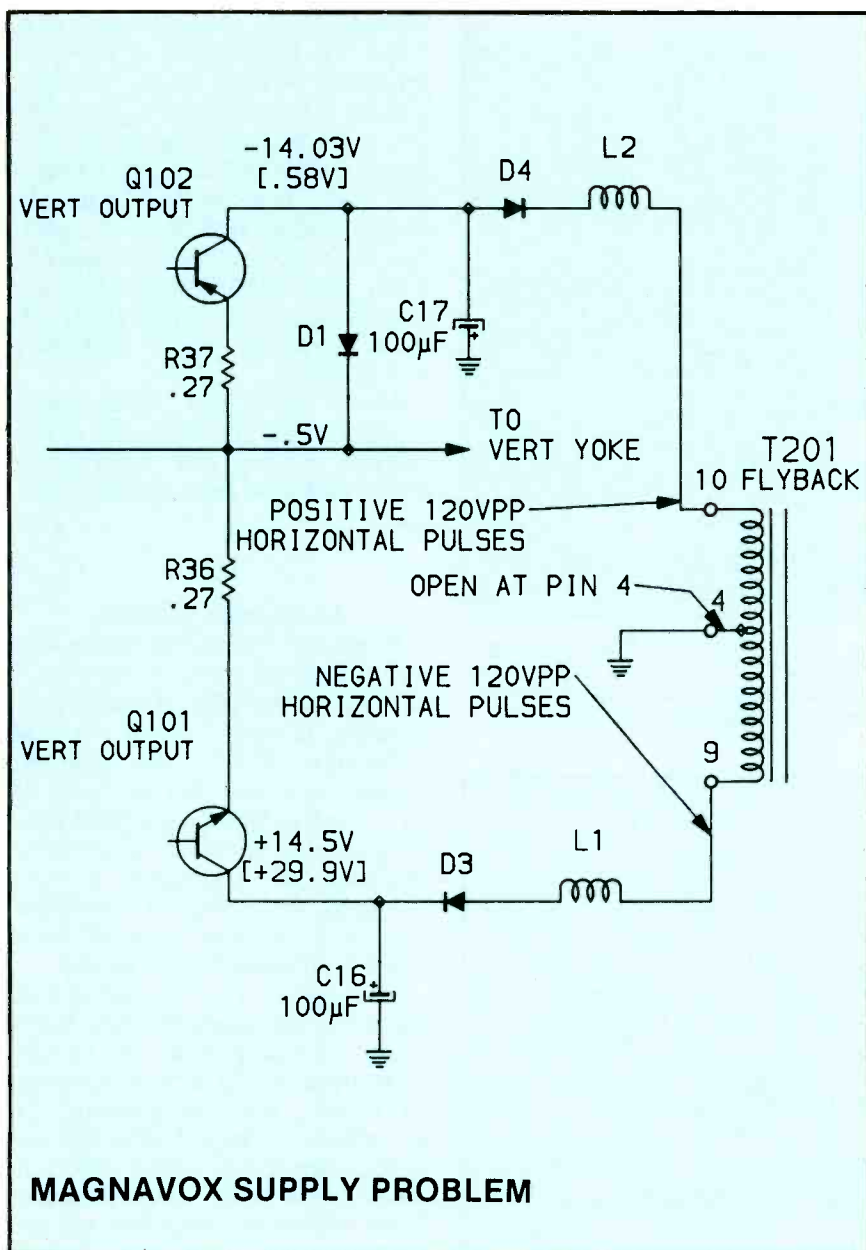 -14.03V
[.58V]
L2
D4
Q102
VERT OUTPUT
C17
100µF
D1
R37
.27
-.5V
TO
VERT YOKE
T201
10 FLYBACK
POSITIVE 120VPP
HORIZONTAL PULSES
R36
.27
OPEN AT PIN 4
4
NEGATIVE 120VPP
HORIZONTAL PULSES
Q101
VERT OUTPUT
9
+14.5V
[+29.9V]
D3
L1
C16
100µF
+
+
MAGNAVOX SUPPLY PROBLEM